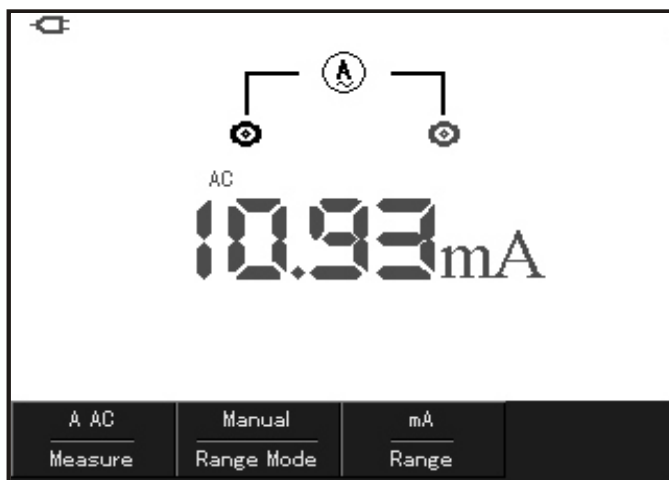 A
AC
10.93mA
A AC Manual mA
Measure Range Mode Range